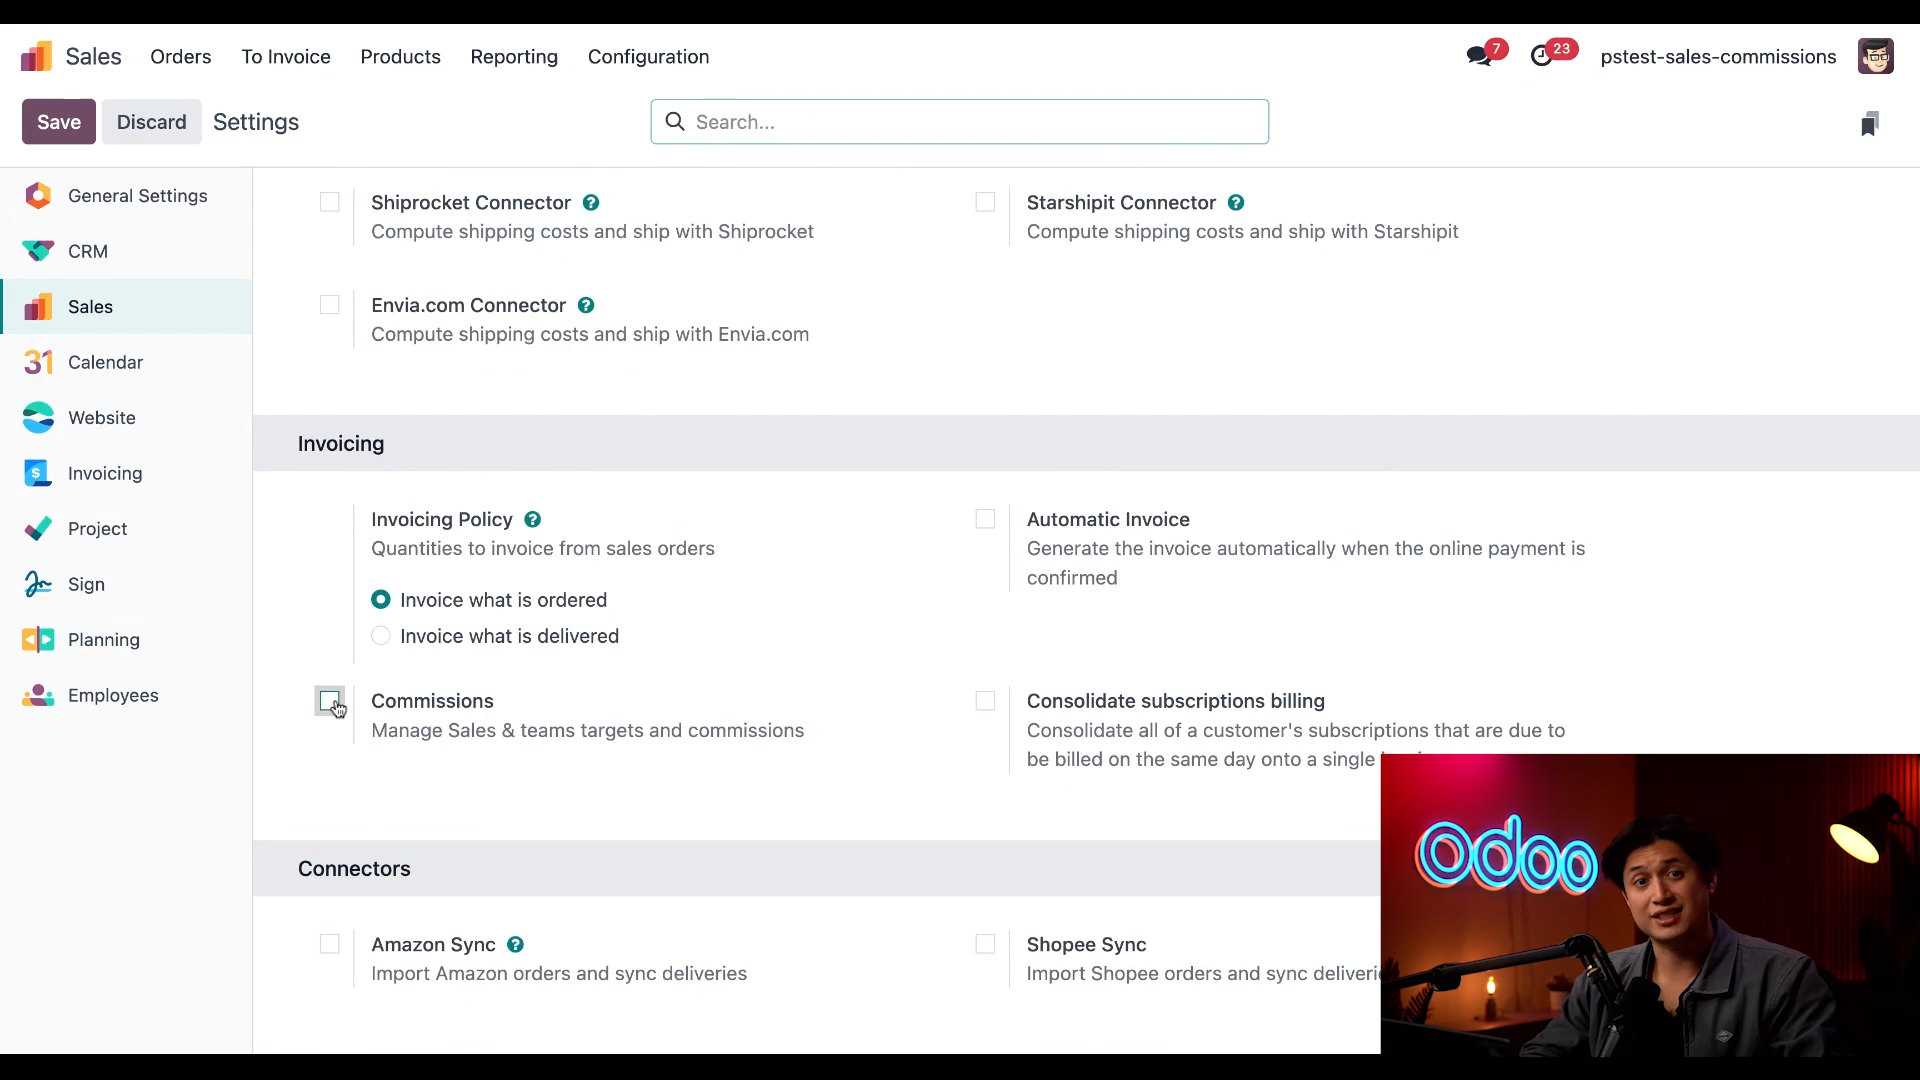 Sales
Orders
To Invoice
Products
Reporting
Configuration
7
23
pstest-sales-commissions
Save
Discard
Settings
Search...
General Settings
CRM
Sales
31 Calendar
Website
$ Invoicing
Project
Sign
Planning
Employees
Shiprocket Connector ?
Compute shipping costs and ship with Shiprocket
Starshipit Connector ?
Compute shipping costs and ship with Starshipit
Envia.com Connector ?
Compute shipping costs and ship with Envia.com
Invoicing
Invoicing Policy ?
Quantities to invoice from sales orders
Invoice what is ordered
Invoice what is delivered
Automatic Invoice
Generate the invoice automatically when the online payment is
confirmed
Commissions
Manage Sales & teams targets and commissions
Consolidate subscriptions billing
Consolidate all of a customer's subscriptions that are due to
be billed on the same day onto a single
Connectors
Amazon Sync ?
Import Amazon orders and sync deliveries
Shopee Sync
Import Shopee orders and sync
odoo